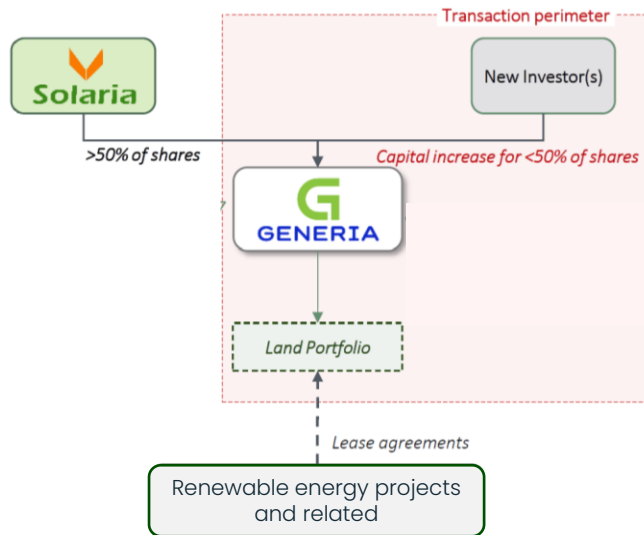 Transaction perimeter
Solaria
New Investor(s)
>50% of shares
Capital increase for <50% of shares
GENERIA
Land Portfolio
Lease agreements
Renewable energy projects
and related